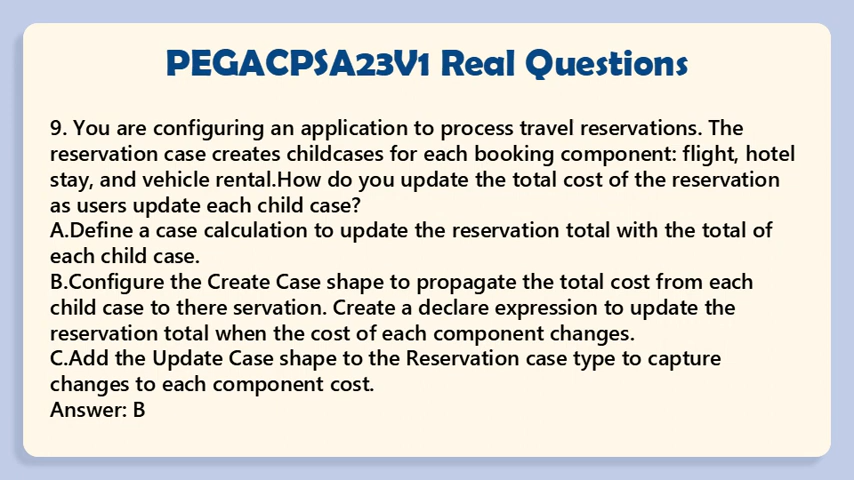 PEGACPSA23V1 Real Questions
9. You are configuring an application to process travel reservations. The
reservation case creates childcases for each booking component: flight, hotel
stay, and vehicle rental.How do you update the total cost of the reservation
as users update each child case?
A.Define a case calculation to update the reservation total with the total of
each child case.
B.Configure the Create Case shape to propagate the total cost from each
child case to there servation. Create a declare expression to update the
reservation total when the cost of each component changes.
C.Add the Update Case shape to the Reservation case type to capture
changes to each component cost.
Answer: B